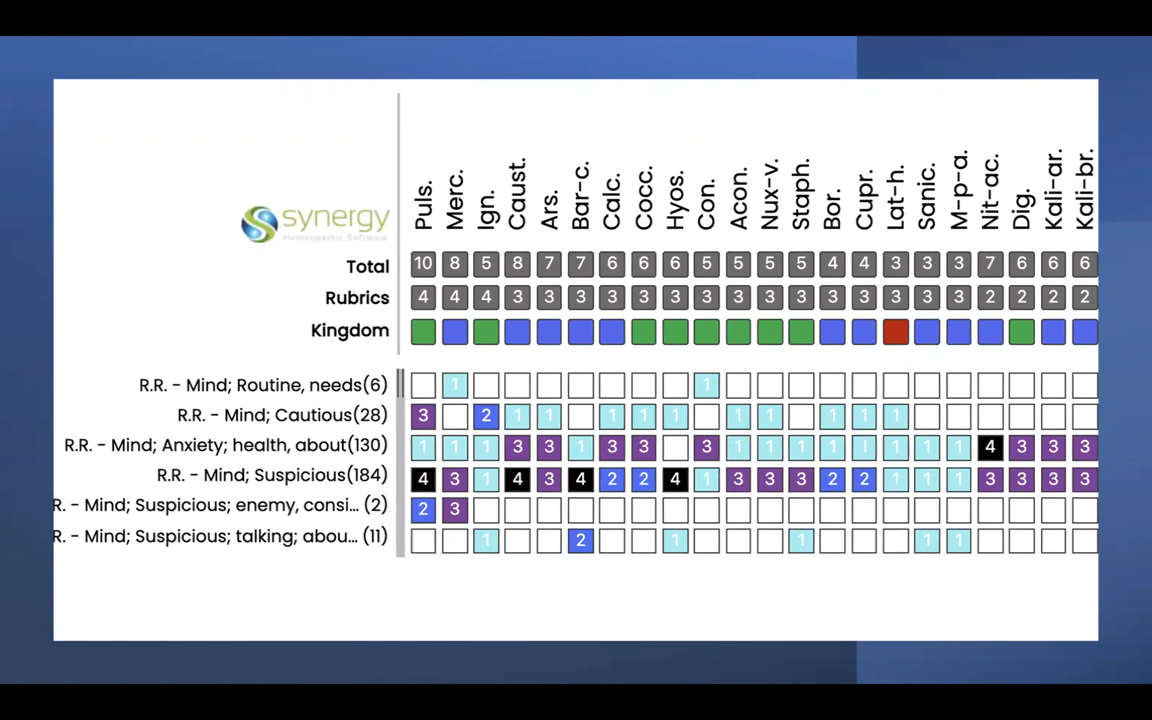 Puls. Merc. Ign. Caust. Ars. Bar-c. Calc. Cocc. Hyos. Con. Acon. Nux-v. Staph. Bor. Cupr. Lat-h. Sanic. M-p-a. Nit-ac. Dig. Kali-ar. Kali-br.
synergy
Homeopathic Software
Total 10 8 5 8 7 7 6 6 6 5 5 5 5 4 4 3 3 3 7 6 6 6
Rubrics 4 4 4 3 3 3 3 3 3 3 3 3 3 3 3 3 3 3 2 2 2 2
Kingdom
R.R. - Mind; Routine, needs(6) 1 1
R.R. - Mind; Cautious(28) 3 2 1 1 1 1 1 1 1 1 1 1
R.R. - Mind; Anxiety; health, about(130) 1 1 1 3 3 1 3 3 3 1 1 1 1 1 1 1 1 4 3 3 3
R.R. - Mind; Suspicious(184) 4 3 1 4 3 4 2 2 4 1 3 3 3 2 2 1 1 1 3 3 3 3
R. - Mind; Suspicious; enemy, consi... (2) 2 3
R. - Mind; Suspicious; talking; abou... (11) 1 2 1 1 1 1